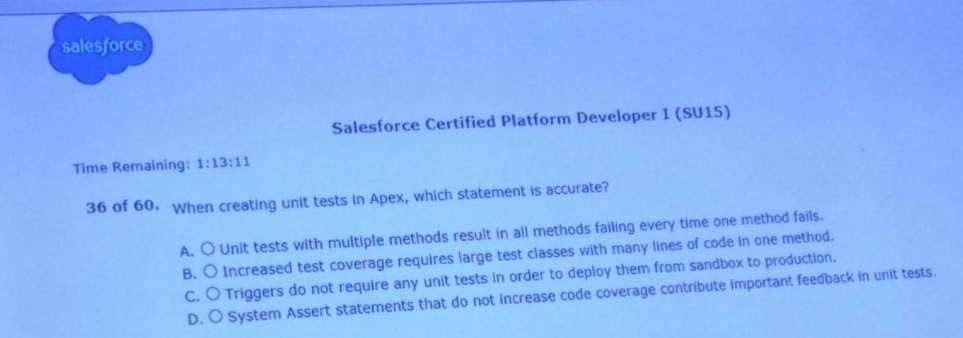 salesforce
Salesforce Certified Platform Developer I (SU15)
Time Remaining: 1:13:11
36 of 60. When creating unit tests in Apex, which statement is accurate?
A. Unit tests with multiple methods result in all methods failing every time one method fails.
B. Increased test coverage requires large test classes with many lines of code in one method.
C. Triggers do not require any unit tests in order to deploy them from sandbox to production.
D. System Assert statements that do not increase code coverage contribute important feedback in unit tests.